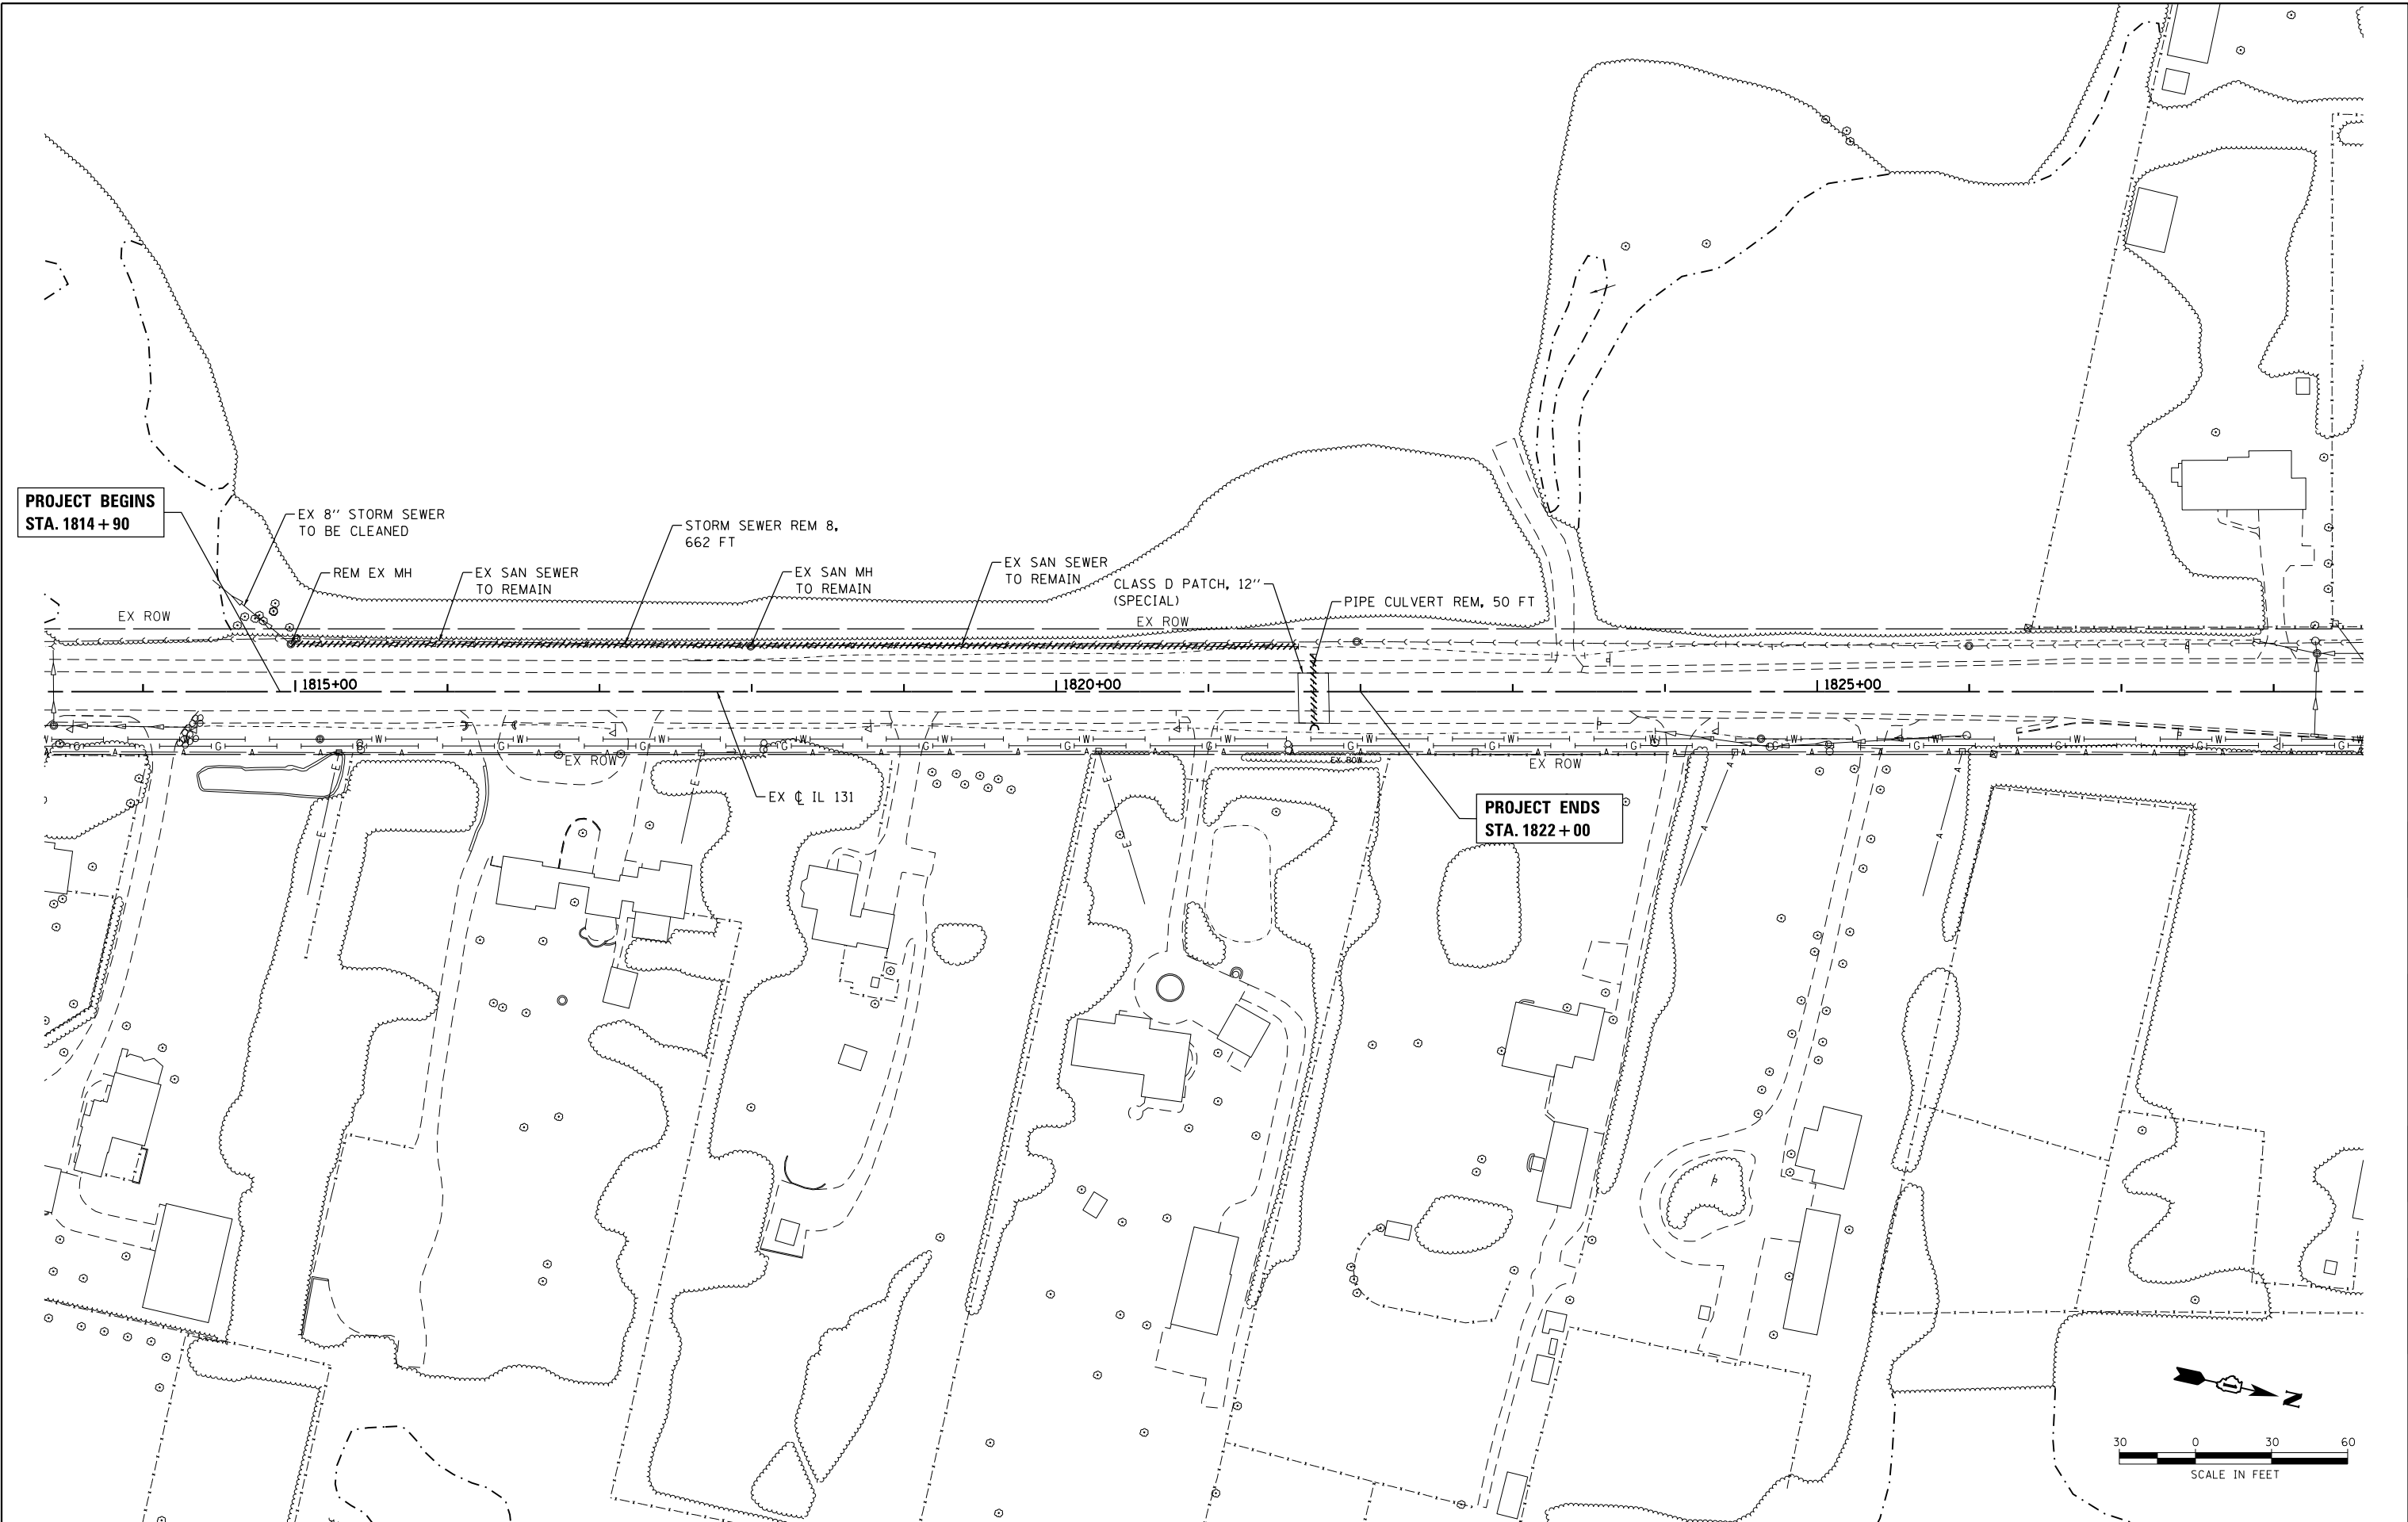 PROJECT BEGINS
STA. 1814+90
EX 8" STORM SEWER
TO BE CLEANED
REM EX MH
EX SAN SEWER
TO REMAIN
STORM SEWER REM 8,
662 FT
EX SAN MH
TO REMAIN
EX SAN SEWER
TO REMAIN
CLASS D PATCH, 12"
(SPECIAL)
PIPE CULVERT REM, 50 FT
EX ROW
EX ROW
1815+00
1820+00
1825+00
W W W W W W W W W W W W W W W
G G G G G G G G G G G G G G
A A A A A A A A A A A A A A A A A A A A
EX ROW
EX ROW
EX ROW
E
E
E
E
A
A
A
EX ℄ IL 131
PROJECT ENDS
STA. 1822+00
N
30 0 30 60
SCALE IN FEET